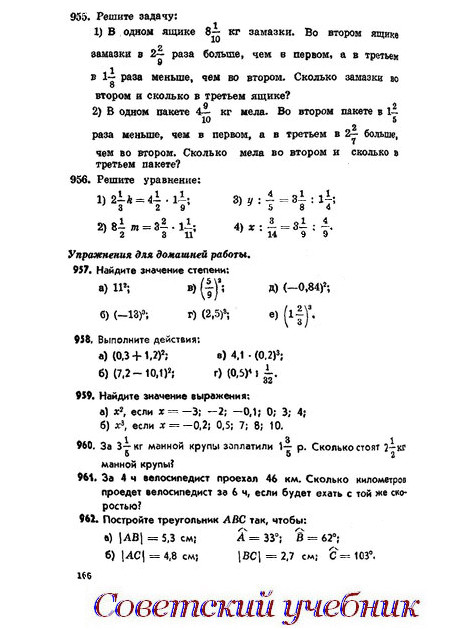 955. Решите задачу:
1) В одном ящике 8 1/10 кг замазки. Во втором ящике
замазки в 2 2/9 раза больше, чем в первом, а в третьем
в 1 1/8 раза меньше, чем во втором. Сколько замазки во
втором и сколько в третьем ящике?
2) В одном пакете 4 9/10 кг мела. Во втором пакете в 1 2/5
раза меньше, чем в первом, а в третьем в 2 2/7 больше,
чем во втором. Сколько мела во втором и сколько в
третьем пакете?
956. Решите уравнение:
1) 2 1/3 k = 4 1/2 · 1 1/9; 3) y : 4/5 = 3 1/8 : 1 1/4;
2) 8 1/2 m = 3 2/3 · 1 1/11; 4) x : 3/14 = 3 1/9 : 4/9.
Упражнения для домашней работы.
957. Найдите значение степени:
а) 11²; в) (5/9)³; д) (—0,84)²;
б) (—13)³; г) (2,5)³; е) (1 2/3)³.
958. Выполните действия:
а) (0,3 + 1,2)²; в) 4,1 · (0,2)³;
б) (7,2 – 10,1)²; г) (0,5)⁴ : 1/32.
959. Найдите значение выражения:
а) x², если x = —3; —2; —0,1; 0; 3; 4;
б) x³, если x = —0,2; 0,5; 7; 8; 10.
960. За 3 1/5 кг манной крупы заплатили 1 3/5 р. Сколько стоят 7 1/2 кг
манной крупы?
961. За 4 ч велосипедист проехал 46 км. Сколько километров
проедет велосипедист за 6 ч, если будет ехать с той же ско-
ростью?
962. Постройте треугольник ABC так, чтобы:
а) |AB| = 5,3 см; Â = 33°; B̂ = 62°;
б) |AC| = 4,8 см; |BC| = 2,7 см; Ĉ = 103°.
166
Советский учебник